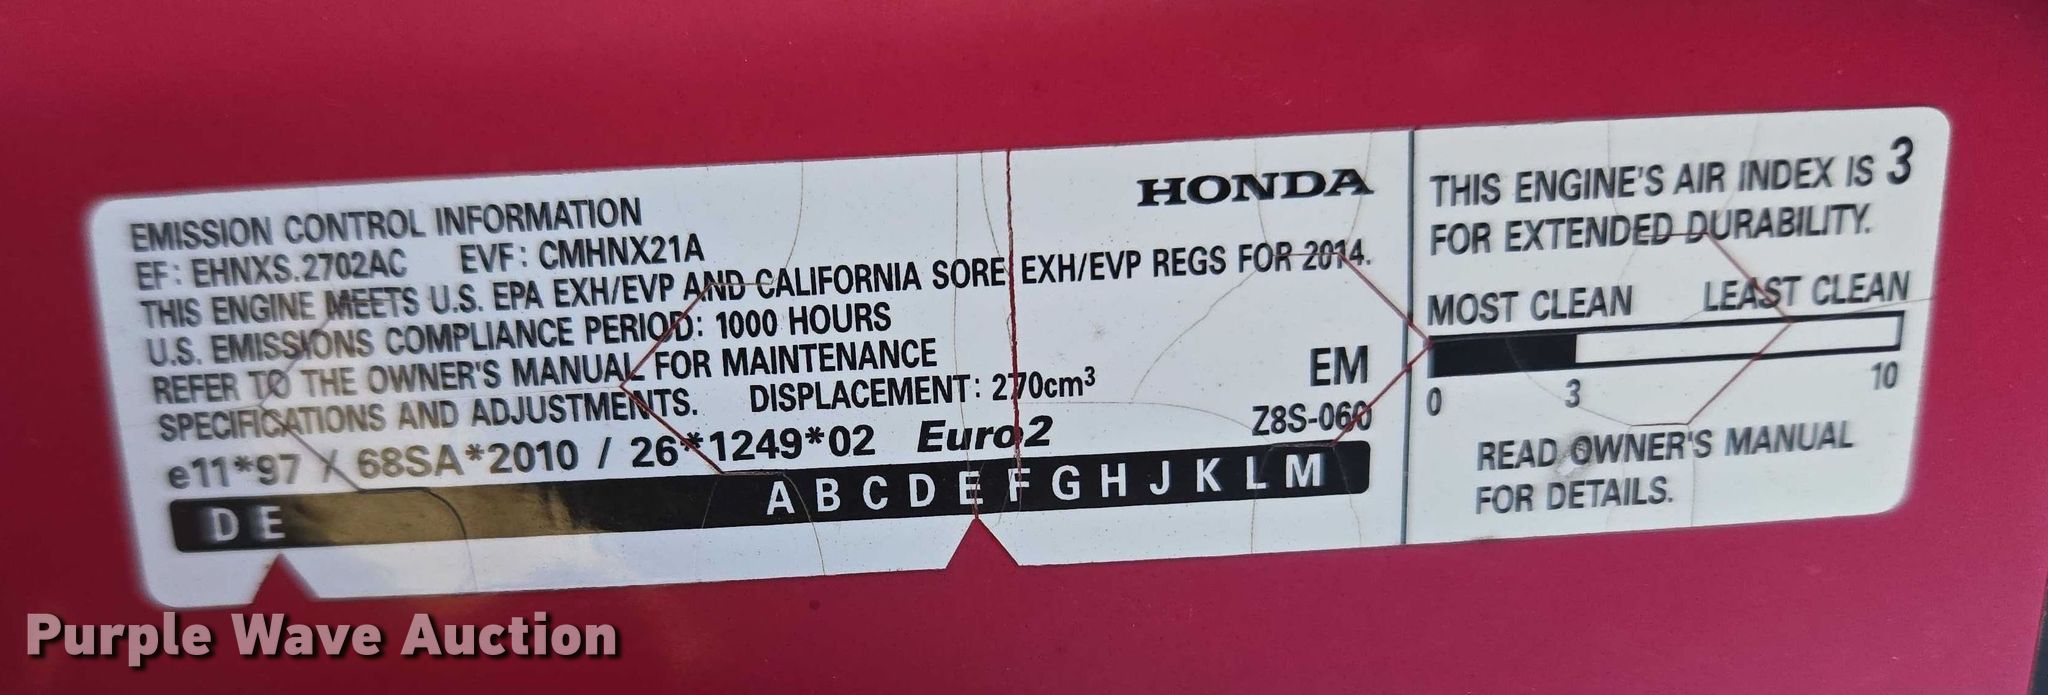 EMISSION CONTROL INFORMATION
HONDA
EF: EHNXS.2702AC EVF: CMHNX21A
THIS ENGINE MEETS U.S. EPA EXH/EVP AND CALIFORNIA SORE EXH/EVP REGS FOR 2014.
U.S. EMISSIONS COMPLIANCE PERIOD: 1000 HOURS
REFER TO THE OWNER'S MANUAL FOR MAINTENANCE
SPECIFICATIONS AND ADJUSTMENTS. DISPLACEMENT: 270cm³
EM
e11*97 / 68SA*2010 / 26*1249*02 Euro2
Z8S-060
D E A B C D E F G H J K L M
THIS ENGINE'S AIR INDEX IS 3
FOR EXTENDED DURABILITY.
MOST CLEAN LEAST CLEAN
0 3 10
READ OWNER'S MANUAL
FOR DETAILS.
Purple Wave Auction